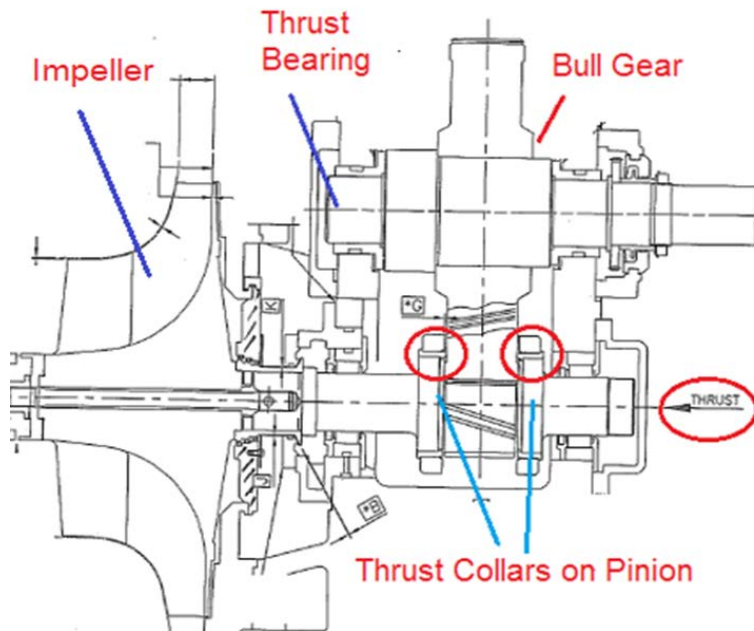 Thrust
Bearing
Impeller
Bull Gear
*G
K
THRUST
*B
Thrust Collars on Pinion